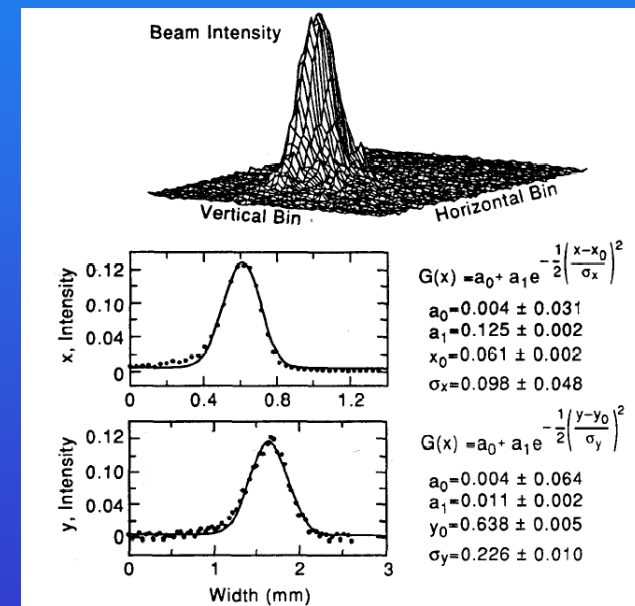 Beam Intensity
Vertical Bin
Horizontal Bin
x, Intensity
0.12
0.10
0.04
0
0 0.4 0.8 1.2
G(x) =a₀+ a₁e^-1/2((x-x₀)/σₓ)²
a₀=0.004 ± 0.031
a₁=0.125 ± 0.002
x₀=0.061 ± 0.002
σₓ=0.098 ± 0.048
y, Intensity
0.12
0.10
0.04
0
0 1 2 3
Width (mm)
G(x) =a₀+ a₁e^-1/2((y-y₀)/σy)²
a₀=0.004 ± 0.064
a₁=0.011 ± 0.002
y₀=0.638 ± 0.005
σy=0.226 ± 0.010